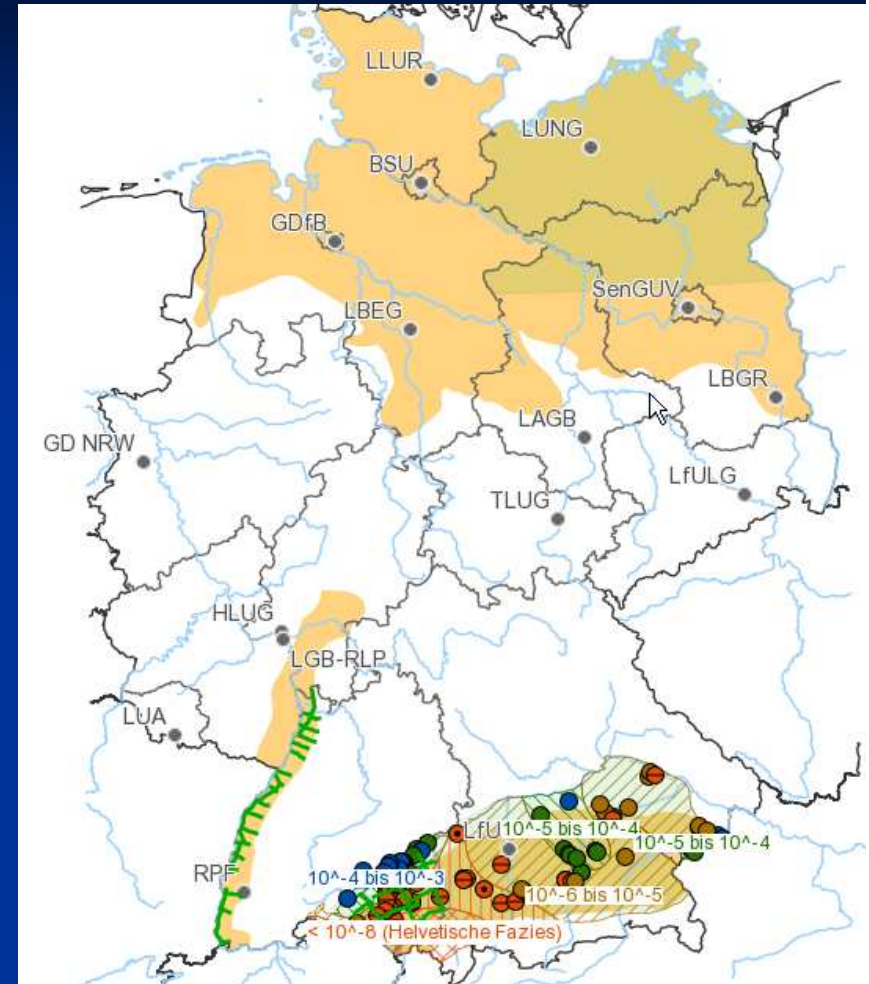 LLUR
LUNG
BSU
GDfB
SenGUV
LBEG
LBGR
LAGB
GD NRW
LfULG
TLUG
HLUG
LGB-RLP
LUA
LfU
10^-5 bis 10^-4
10^-5 bis 10^-4
RPF
10^-4 bis 10^-3
10^-6 bis 10^-5
< 10^-8 (Helvetische Fazies)